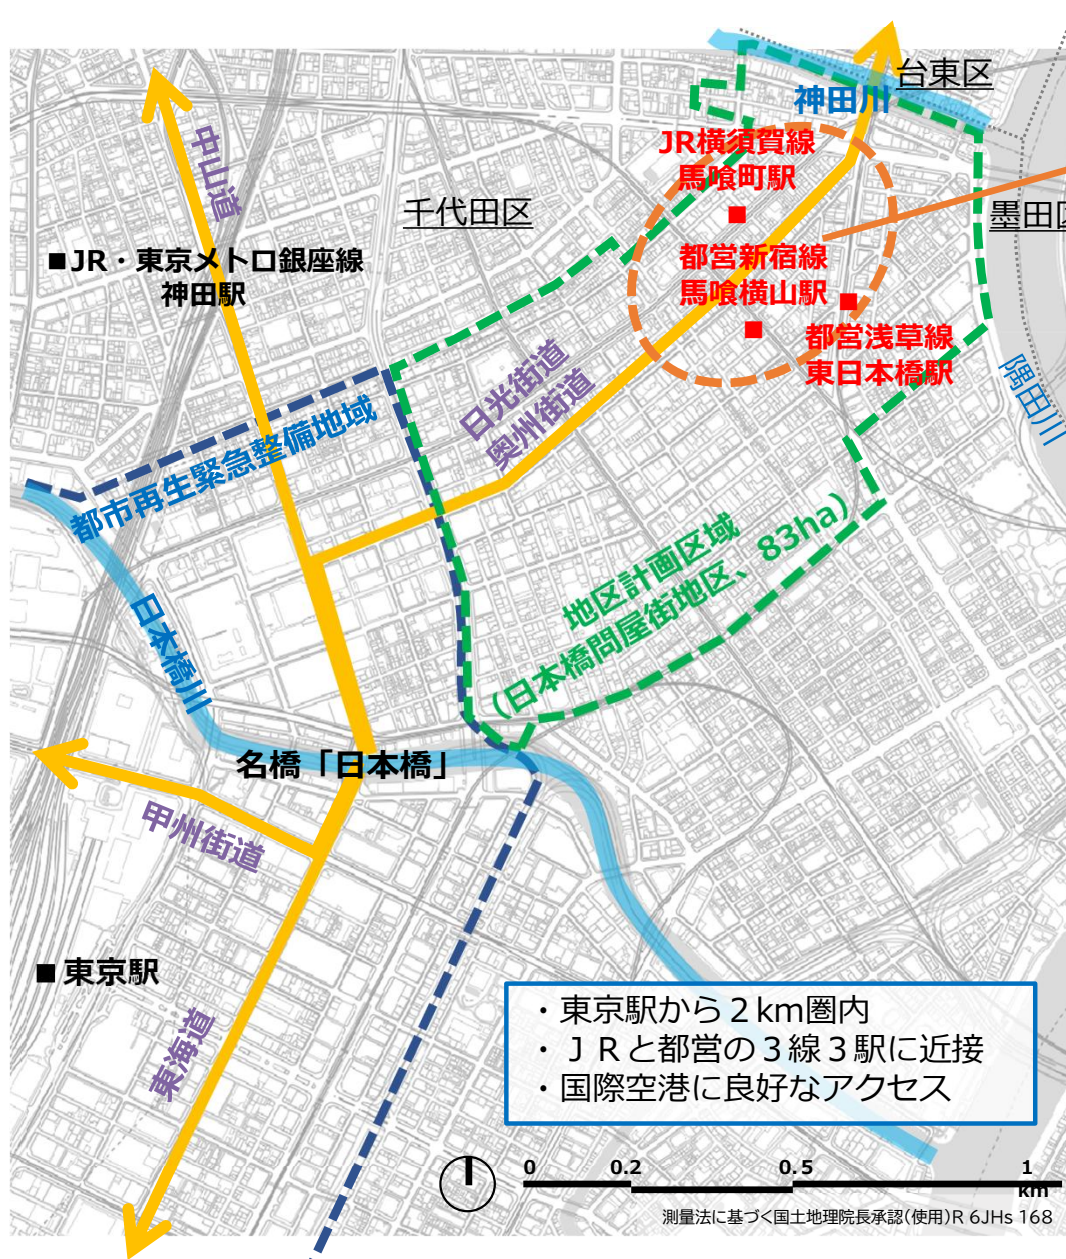 台東区
神田川
JR横須賀線
馬喰町駅
中山道
千代田区
墨田区
■JR・東京メトロ銀座線
神田駅
都営新宿線
馬喰横山駅
都営浅草線
東日本橋駅
隅田川
日光街道
奥州街道
都市再生緊急整備地域
地区計画区域
(日本橋問屋街地区、83ha)
日本橋川
名橋「日本橋」
甲州街道
■東京駅
東海道
・東京駅から2km圏内
・JRと都営の3線3駅に近接
・国際空港に良好なアクセス
0 0.2 0.5 1
km
測量法に基づく国土地理院長承認(使用)R 6JHs 168